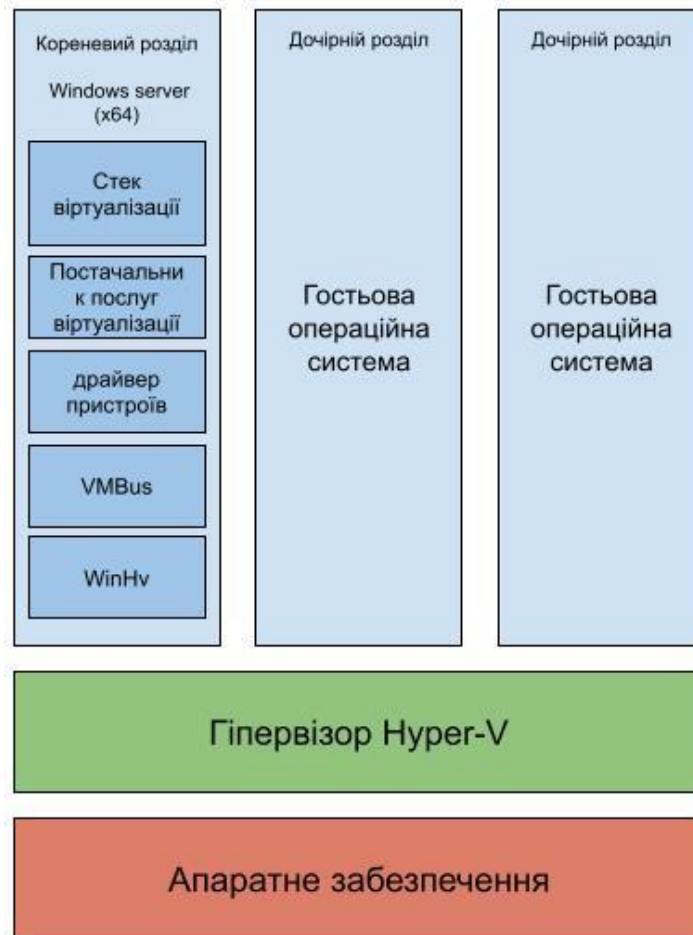 Кореневий розділ
Windows server
(x64)
Стек
віртуалізації
Постачальни
к послуг
віртуалізації
драйвер
пристроїв
VMBus
WinHv
Дочірній розділ
Гостьова
операційна
система
Дочірній розділ
Гостьова
операційна
система
Гіпервізор Hyper-V
Апаратне забезпечення